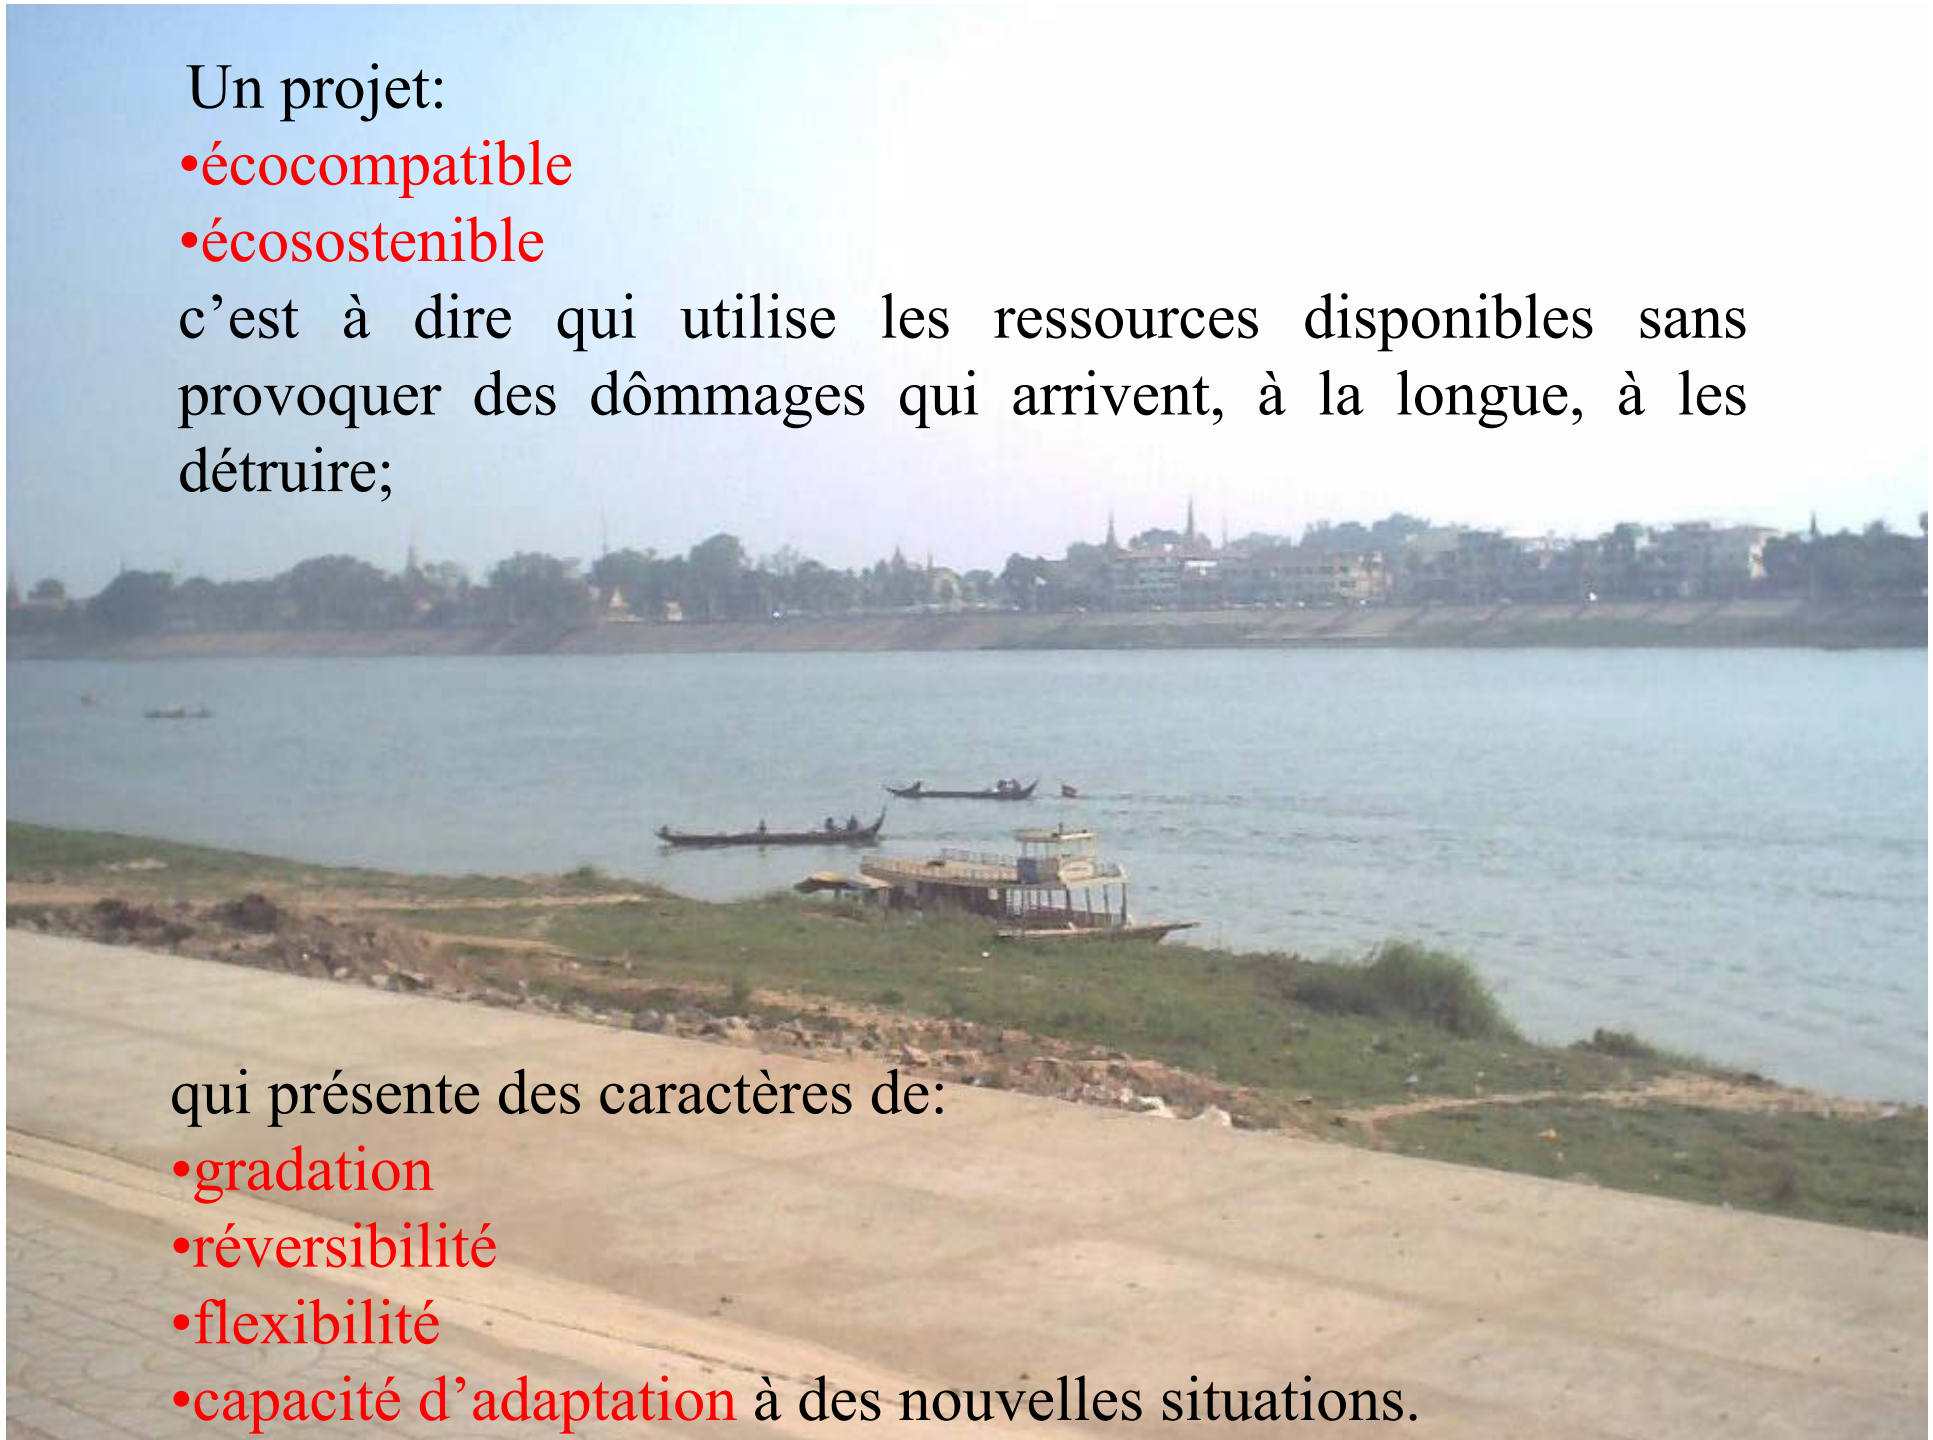 Un projet:
•écocompatible
•écosostenible
c’est à dire qui utilise les ressources disponibles sans
provoquer des dômmages qui arrivent, à la longue, à les
détruire;
qui présente des caractères de:
•gradation
•réversibilité
•flexibilité
•capacité d’adaptation à des nouvelles situations.